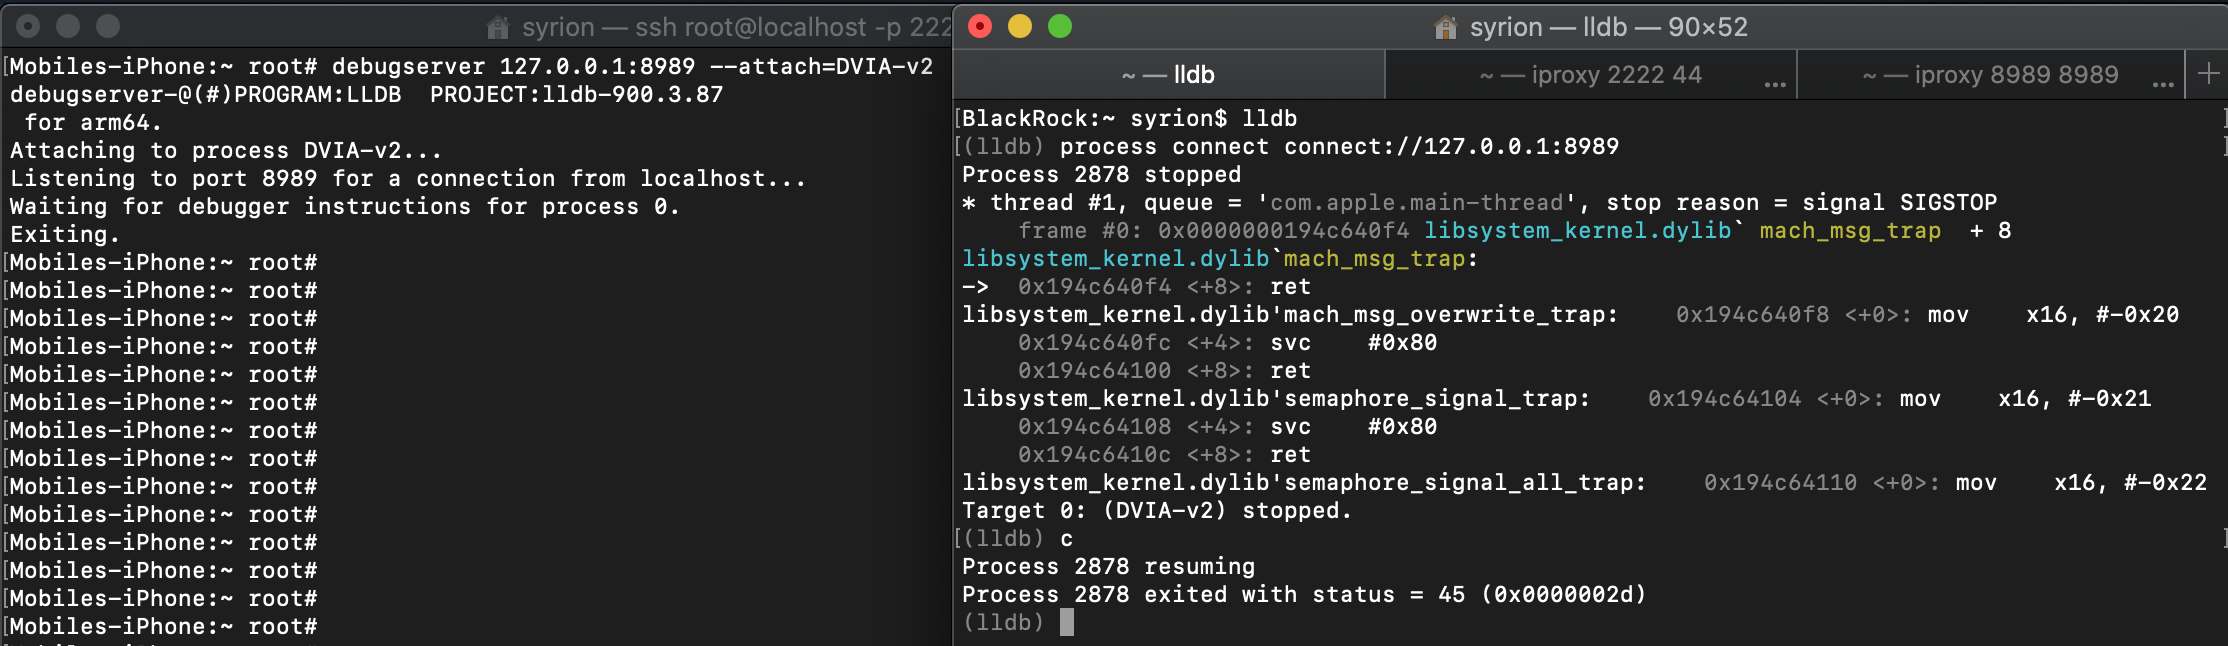 syrion — ssh root@localhost -p 222
[Mobiles-iPhone:~ root# debugserver 127.0.0.1:8989 --attach=DVIA-v2
debugserver-@(#)PROGRAM:LLDB  PROJECT:lldb-900.3.87
 for arm64.
Attaching to process DVIA-v2...
Listening to port 8989 for a connection from localhost...
Waiting for debugger instructions for process 0.
Exiting.
[Mobiles-iPhone:~ root#
[Mobiles-iPhone:~ root#
[Mobiles-iPhone:~ root#
[Mobiles-iPhone:~ root#
[Mobiles-iPhone:~ root#
[Mobiles-iPhone:~ root#
[Mobiles-iPhone:~ root#
[Mobiles-iPhone:~ root#
[Mobiles-iPhone:~ root#
[Mobiles-iPhone:~ root#
[Mobiles-iPhone:~ root#
[Mobiles-iPhone:~ root#
[Mobiles-iPhone:~ root#
[Mobiles-iPhone:~ root#
syrion — lldb — 90×52
~ — lldb
~ — iproxy 2222 44 ...
~ — iproxy 8989 8989 ...
+
[BlackRock:~ syrion$ lldb ]
[(lldb) process connect connect://127.0.0.1:8989 ]
Process 2878 stopped
* thread #1, queue = 'com.apple.main-thread', stop reason = signal SIGSTOP
    frame #0: 0x0000000194c640f4 libsystem_kernel.dylib` mach_msg_trap  + 8
libsystem_kernel.dylib`mach_msg_trap:
->  0x194c640f4 <+8>: ret
libsystem_kernel.dylib'mach_msg_overwrite_trap:    0x194c640f8 <+0>: mov    x16, #-0x20
    0x194c640fc <+4>: svc    #0x80
    0x194c64100 <+8>: ret
libsystem_kernel.dylib'semaphore_signal_trap:    0x194c64104 <+0>: mov    x16, #-0x21
    0x194c64108 <+4>: svc    #0x80
    0x194c6410c <+8>: ret
libsystem_kernel.dylib'semaphore_signal_all_trap:    0x194c64110 <+0>: mov    x16, #-0x22
Target 0: (DVIA-v2) stopped.
[(lldb) c ]
Process 2878 resuming
Process 2878 exited with status = 45 (0x0000002d)
(lldb)